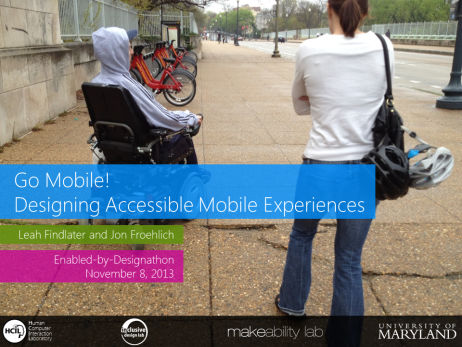 Go Mobile!
Designing Accessible Mobile Experiences
Leah Findlater and Jon Froehlich
Enabled-by-Designathon
November 8, 2013
HCIL
Human
Computer
Interaction
Laboratory
inclusive
design lab
makeability lab
UNIVERSITY OF
MARYLAND